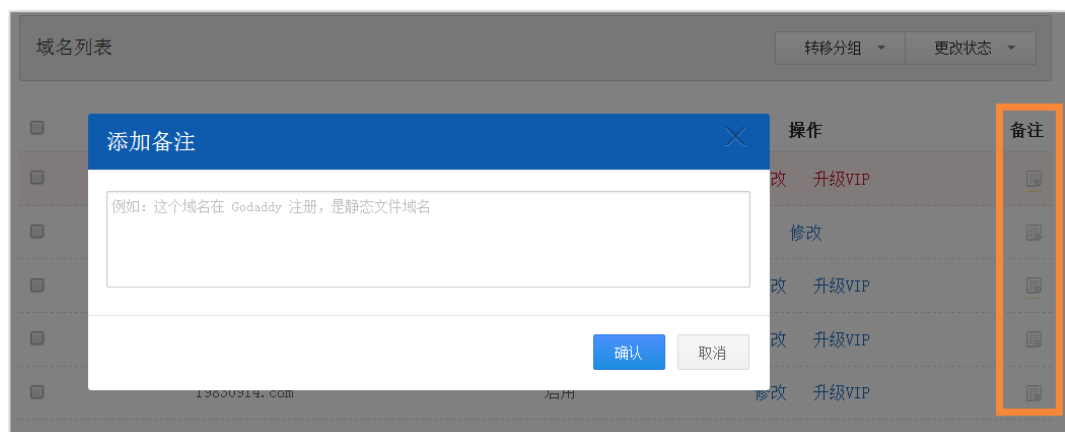 域名列表
转移分组
更改状态
操作
备注
添加备注
改 升级VIP
例如: 这个域名在 Godaddy 注册, 是静态文件域名
修改
改 升级VIP
改 升级VIP
确认
取消
19830914.com 启用 修改 升级VIP